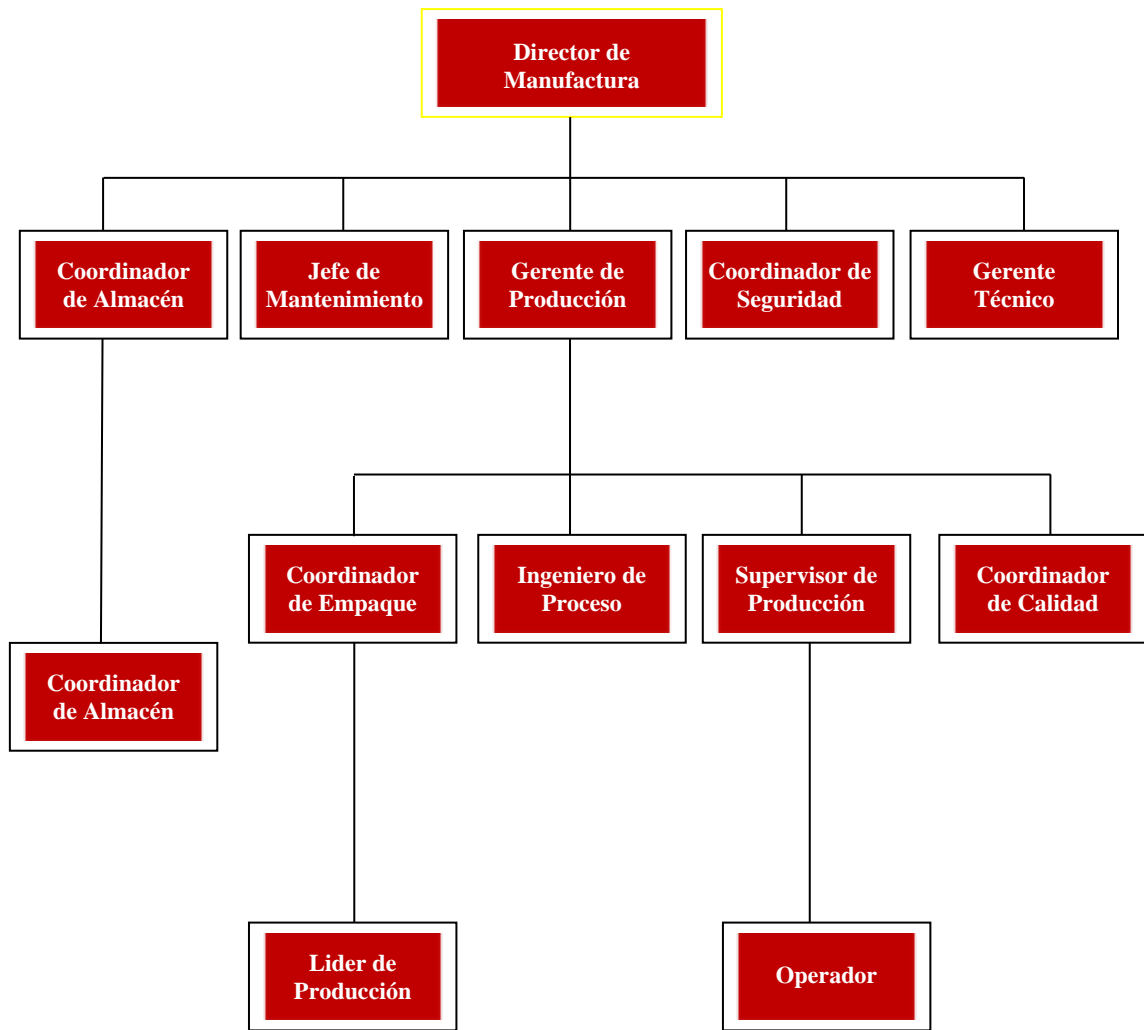 Director de
Manufactura
Coordinador
de Almacén
Jefe de
Mantenimiento
Gerente de
Producción
Coordinador de
Seguridad
Gerente
Técnico
Coordinador
de Empaque
Ingeniero de
Proceso
Supervisor de
Producción
Coordinador
de Calidad
Coordinador
de Almacén
Lider de
Producción
Operador